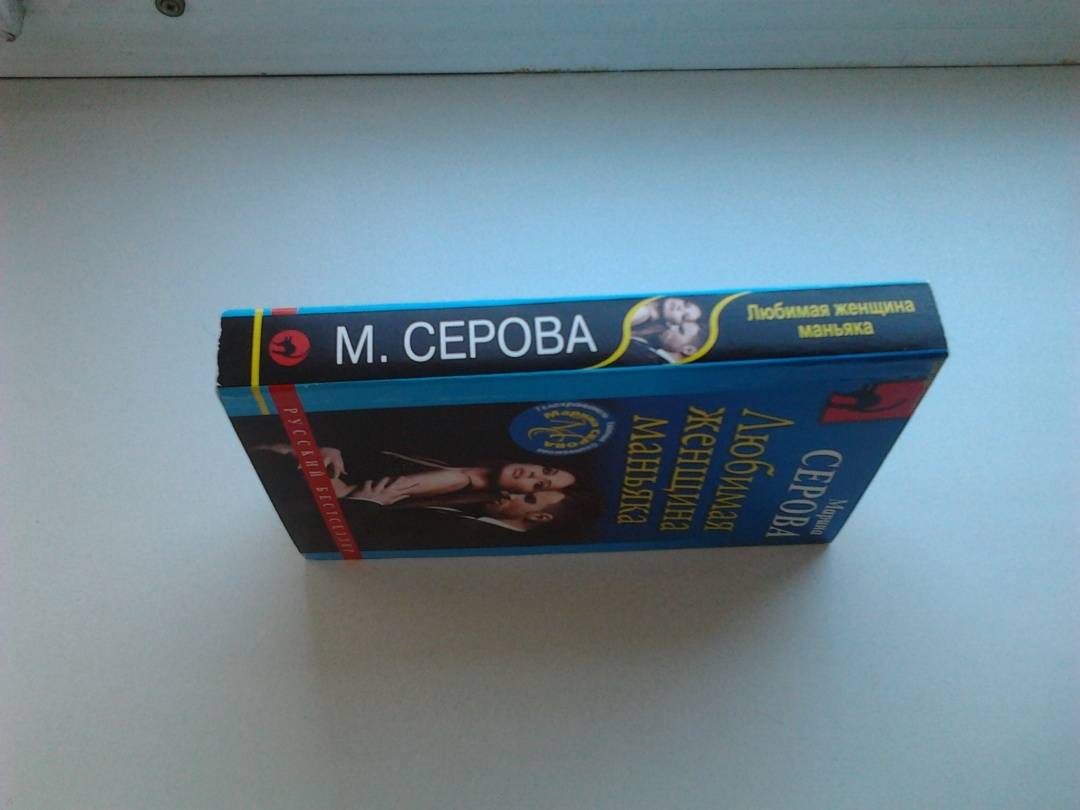 М. СЕРОВА
Любимая женщина
маньяка
Марина
СЕРОВА
Любимая
женщина
маньяка
РУССКИЙ БЕСТСЕЛЛЕР